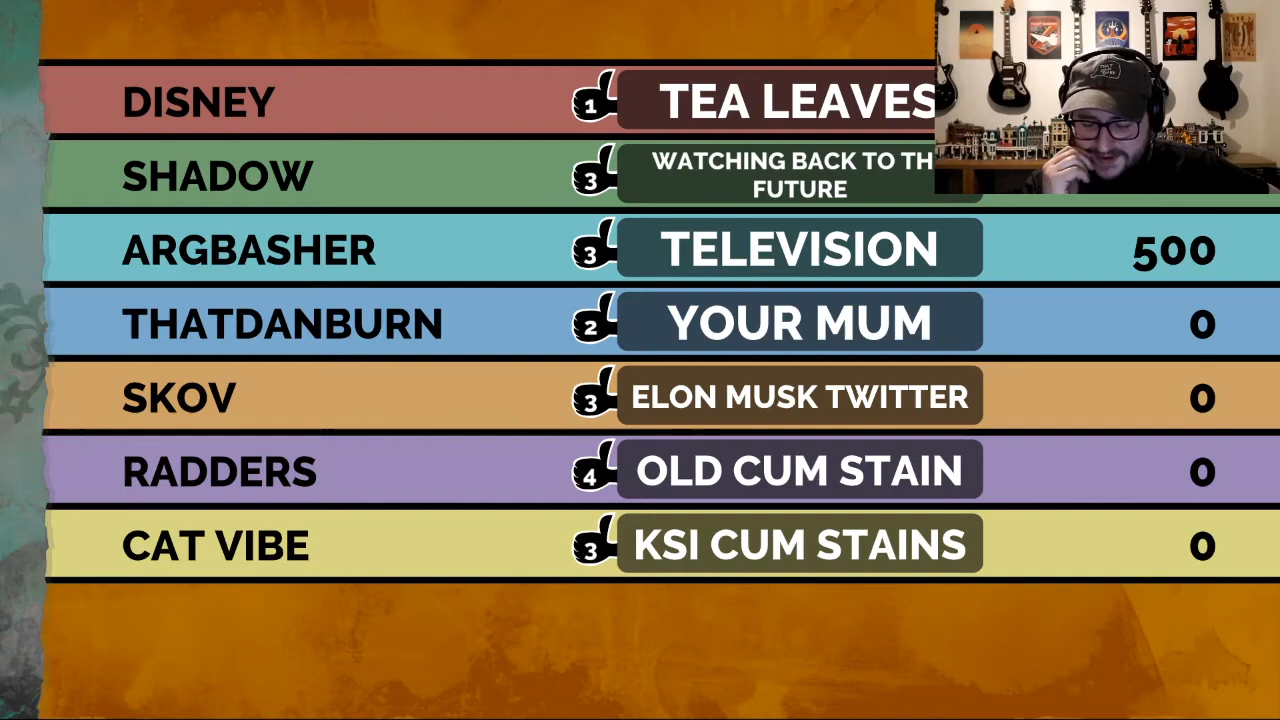 DISNEY 1 TEA LEAVES
SHADOW 3 WATCHING BACK TO TH
FUTURE
ARGBASHER 3 TELEVISION 500
THATDANBURN 2 YOUR MUM 0
SKOV 3 ELON MUSK TWITTER 0
RADDERS 4 OLD CUM STAIN 0
CAT VIBE 3 KSI CUM STAINS 0